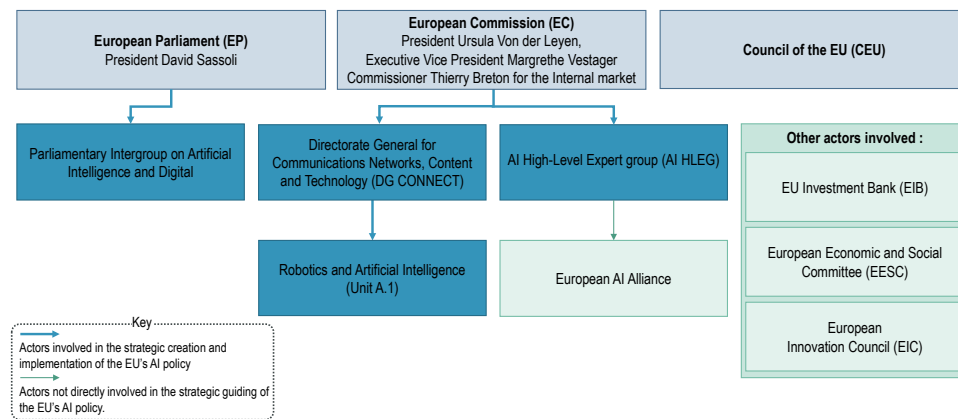 European Parliament (EP)
President David Sassoli
European Commission (EC)
President Ursula Von der Leyen,
Executive Vice President Margrethe Vestager
Commissioner Thierry Breton for the Internal market
Council of the EU (CEU)
Parliamentary Intergroup on Artificial
Intelligence and Digital
Directorate General for
Communications Networks, Content
and Technology (DG CONNECT)
AI High-Level Expert group (AI HLEG)
Other actors involved :
EU Investment Bank (EIB)
European Economic and Social
Committee (EESC)
European
Innovation Council (EIC)
Robotics and Artificial Intelligence
(Unit A.1)
European AI Alliance
Key
Actors involved in the strategic creation and
implementation of the EU's AI policy
Actors not directly involved in the strategic guiding of
the EU's AI policy.